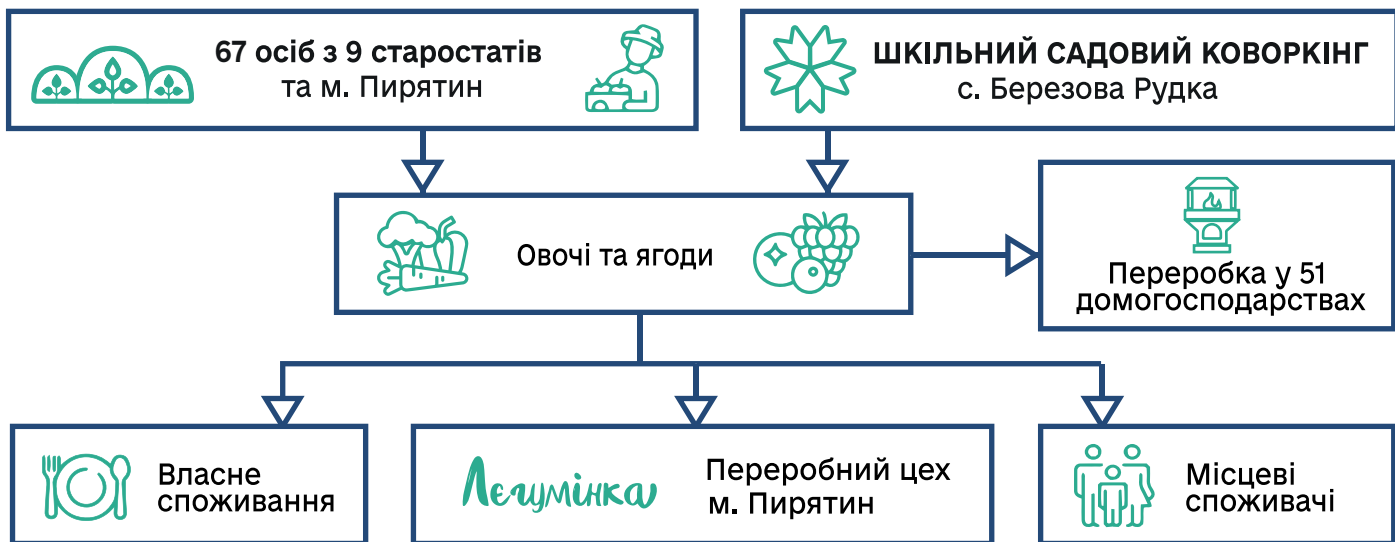 67 осіб з 9 старостатів
та м. Пирятин
ШКІЛЬНИЙ САДОВИЙ КОВОРКІНГ
с. Березова Рудка
Овочі та ягоди
Переробка у 51
домогосподарствах
Власне
споживання
Лєгумінка
Переробний цех
м. Пирятин
Місцеві
споживачі